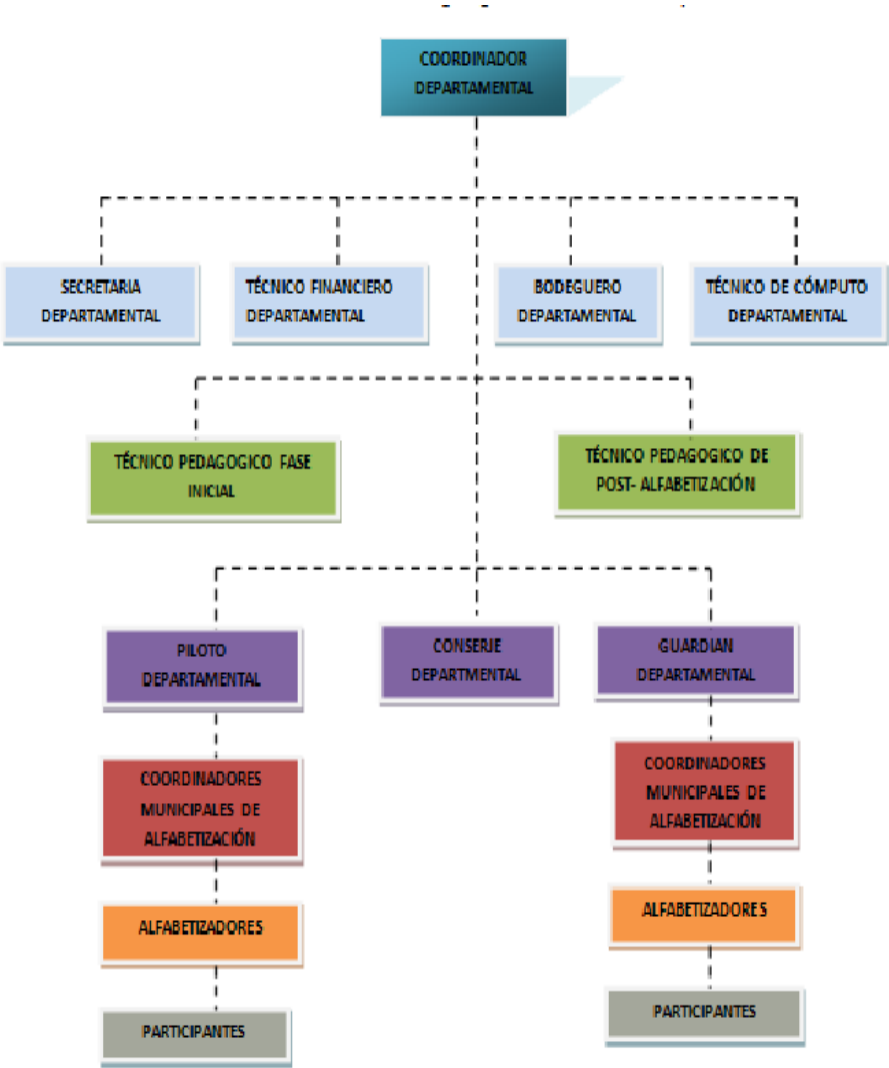 COORDINADOR
DEPARTAMENTAL
SECRETARIA
DEPARTAMENTAL
TÉCNICO FINANCIERO
DEPARTAMENTAL
BODEGUERO
DEPARTAMENTAL
TÉCNICO DE CÓMPUTO
DEPARTAMENTAL
TÉCNICO PEDAGOGICO FASE
INICIAL
TÉCNICO PEDAGOGICO DE
POST- ALFABETIZACIÓN
PILOTO
DEPARTAMENTAL
CONSERJE
DEPARTMENTAL
GUARDIAN
DEPARTAMENTAL
COORDINADORES
MUNICIPALES DE
ALFABETIZACIÓN
COORDINADORES
MUNICIPALES DE
ALFABETIZACIÓN
ALFABETIZADORES
ALFABETIZADORES
PARTICIPANTES
PARTICIPANTES